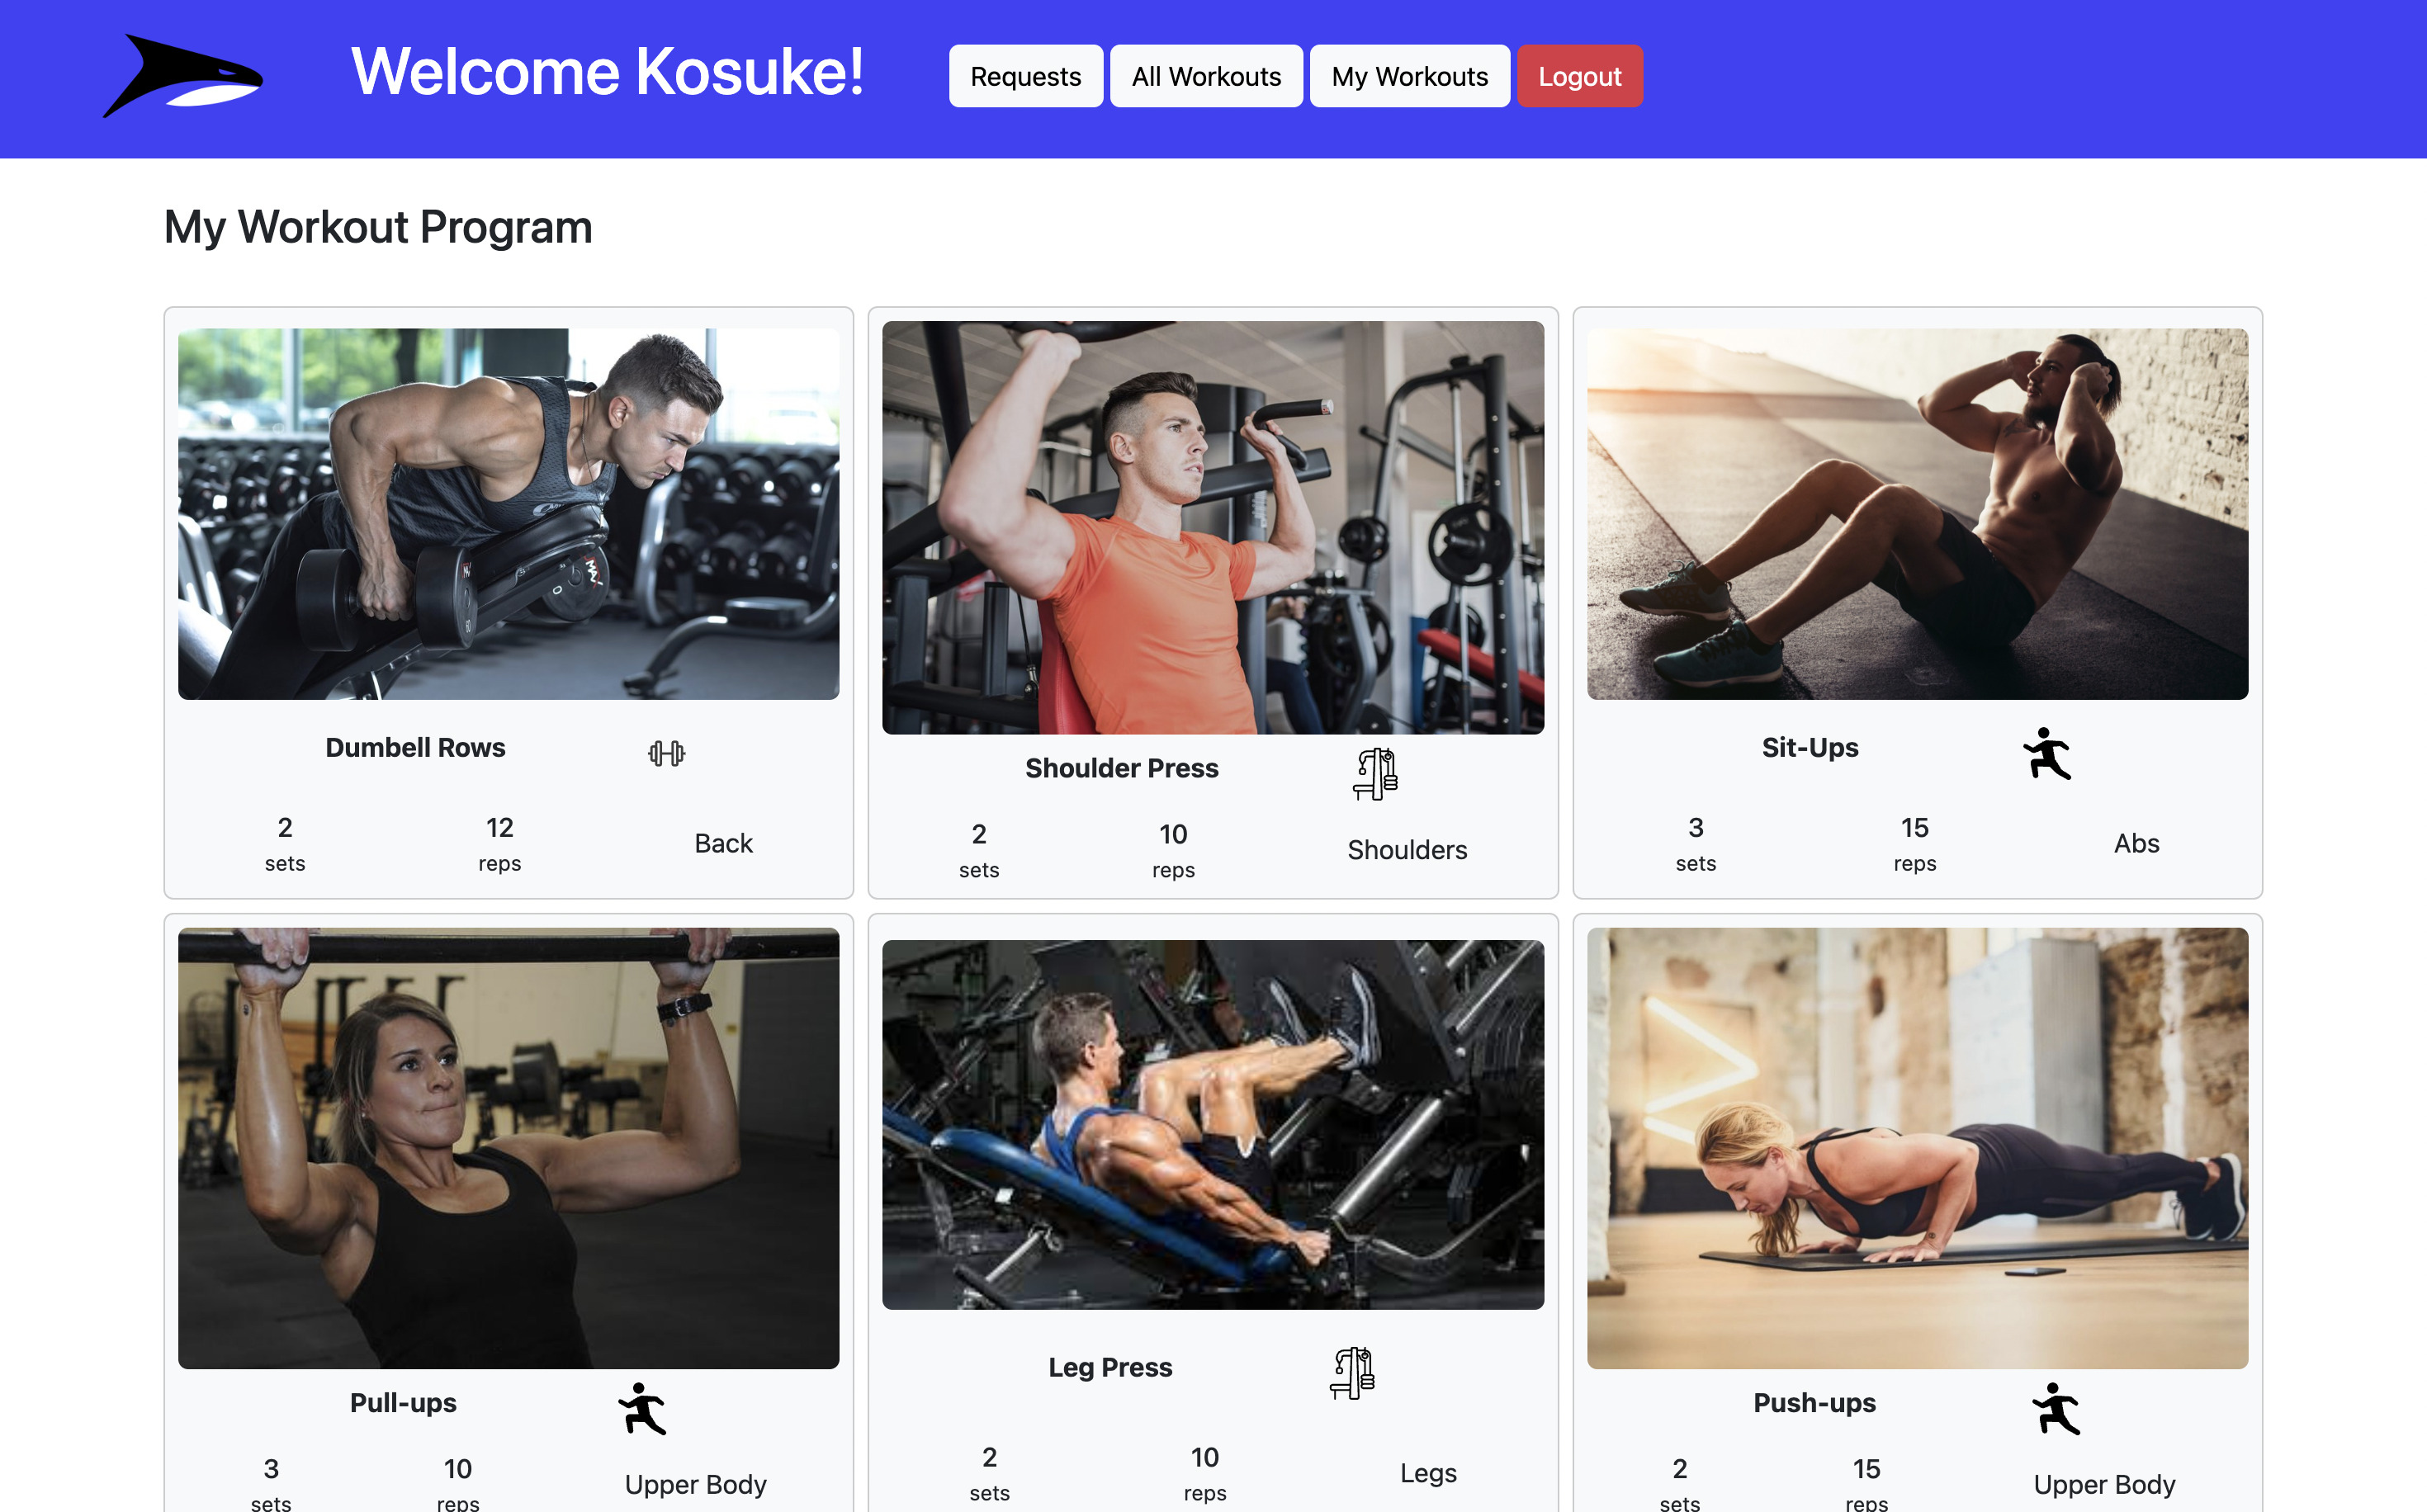 Welcome Kosuke!
Requests
All Workouts
My Workouts
Logout
My Workout Program
Dumbell Rows
2
sets
12
reps
Back
Shoulder Press
2
sets
10
reps
Shoulders
Sit-Ups
3
sets
15
reps
Abs
Pull-ups
3
sets
10
reps
Upper Body
Leg Press
2
sets
10
reps
Legs
Push-ups
2
sets
15
reps
Upper Body